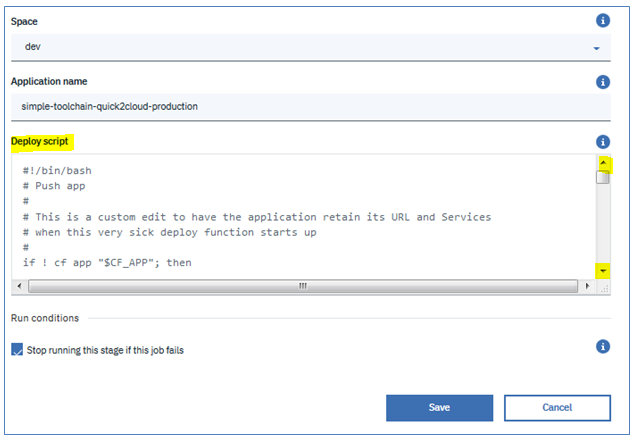 Space
dev
Application name
simple-toolchain-quick2cloud-production
Deploy script
#!/bin/bash
# Push app
#
# This is a custom edit to have the application retain its URL and Services
# when this very sick deploy function starts up
#
if ! cf app "$CF_APP"; then
Run conditions
Stop running this stage if this job fails
Save
Cancel